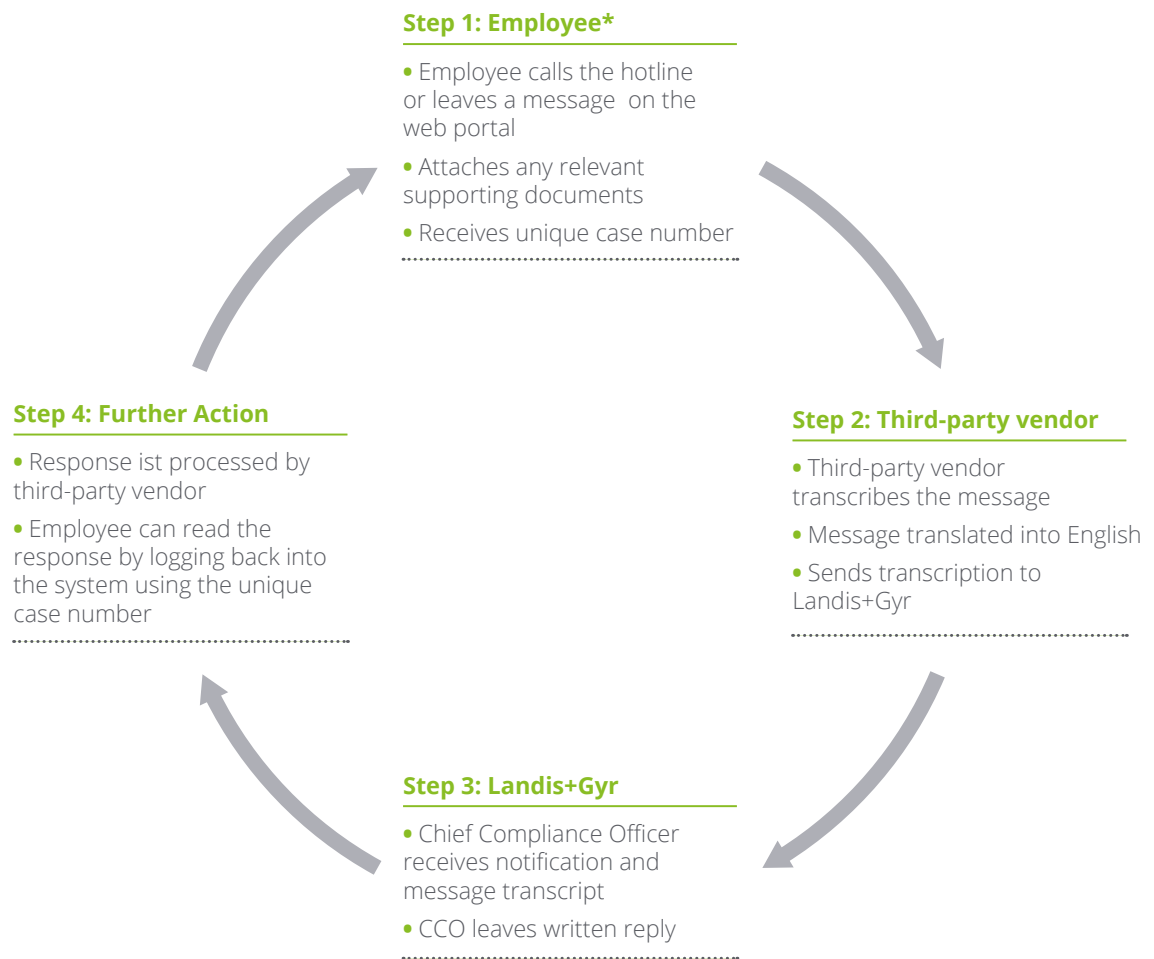 Step 1: Employee*
• Employee calls the hotline
or leaves a message on the
web portal
• Attaches any relevant
supporting documents
• Receives unique case number
Step 2: Third-party vendor
• Third-party vendor
transcribes the message
• Message translated into English
• Sends transcription to
Landis+Gyr
Step 3: Landis+Gyr
• Chief Compliance Officer
receives notification and
message transcript
• CCO leaves written reply
Step 4: Further Action
• Response ist processed by
third-party vendor
• Employee can read the
response by logging back into
the system using the unique
case number